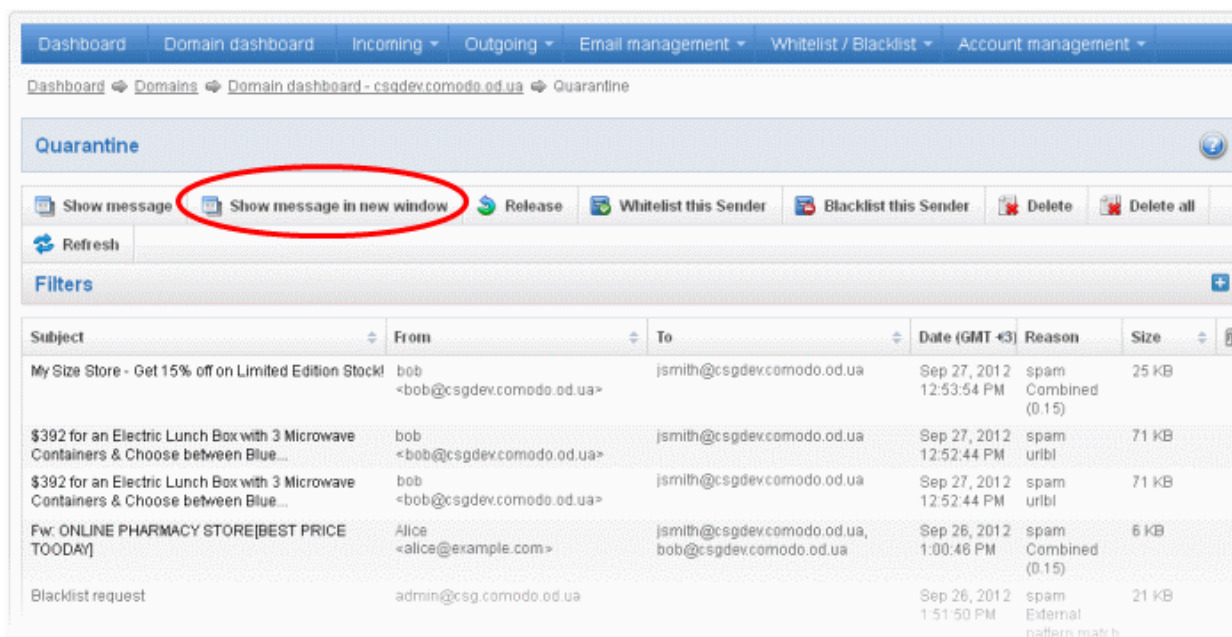 Dashboard Domain dashboard Incoming Outgoing Email management Whitelist / Blacklist Account management
Dashboard Domains Domain dashboard - csgdev.comodo.od.ua Quarantine
Quarantine
Show message Show message in new window Release Whitelist this Sender Blacklist this Sender Delete Delete all
Refresh
Filters
Subject From To Date (GMT +3) Reason Size
My Size Store - Get 15% off on Limited Edition Stock! bob jsmith@csgdev.comodo.od.ua Sep 27, 2012 spam 25 KB
<bob@csgdev.comodo.od.ua> 12:53:54 PM Combined
(0.15)
$392 for an Electric Lunch Box with 3 Microwave bob jsmith@csgdev.comodo.od.ua Sep 27, 2012 spam 71 KB
Containers & Choose between Blue... <bob@csgdev.comodo.od.ua> 12:52:44 PM urlbl
$392 for an Electric Lunch Box with 3 Microwave bob jsmith@csgdev.comodo.od.ua Sep 27, 2012 spam 71 KB
Containers & Choose between Blue... <bob@csgdev.comodo.od.ua> 12:52:44 PM urlbl
Fw: ONLINE PHARMACY STORE[BEST PRICE Alice jsmith@csgdev.comodo.od.ua, Sep 26, 2012 spam 6 KB
TOODAY] <alice@example.com> bob@csgdev.comodo.od.ua 1:00:46 PM Combined
(0.15)
Blacklist request admin@csg.comodo.od.ua Sep 26, 2012 spam 21 KB
1:51:50 PM External
pattern match